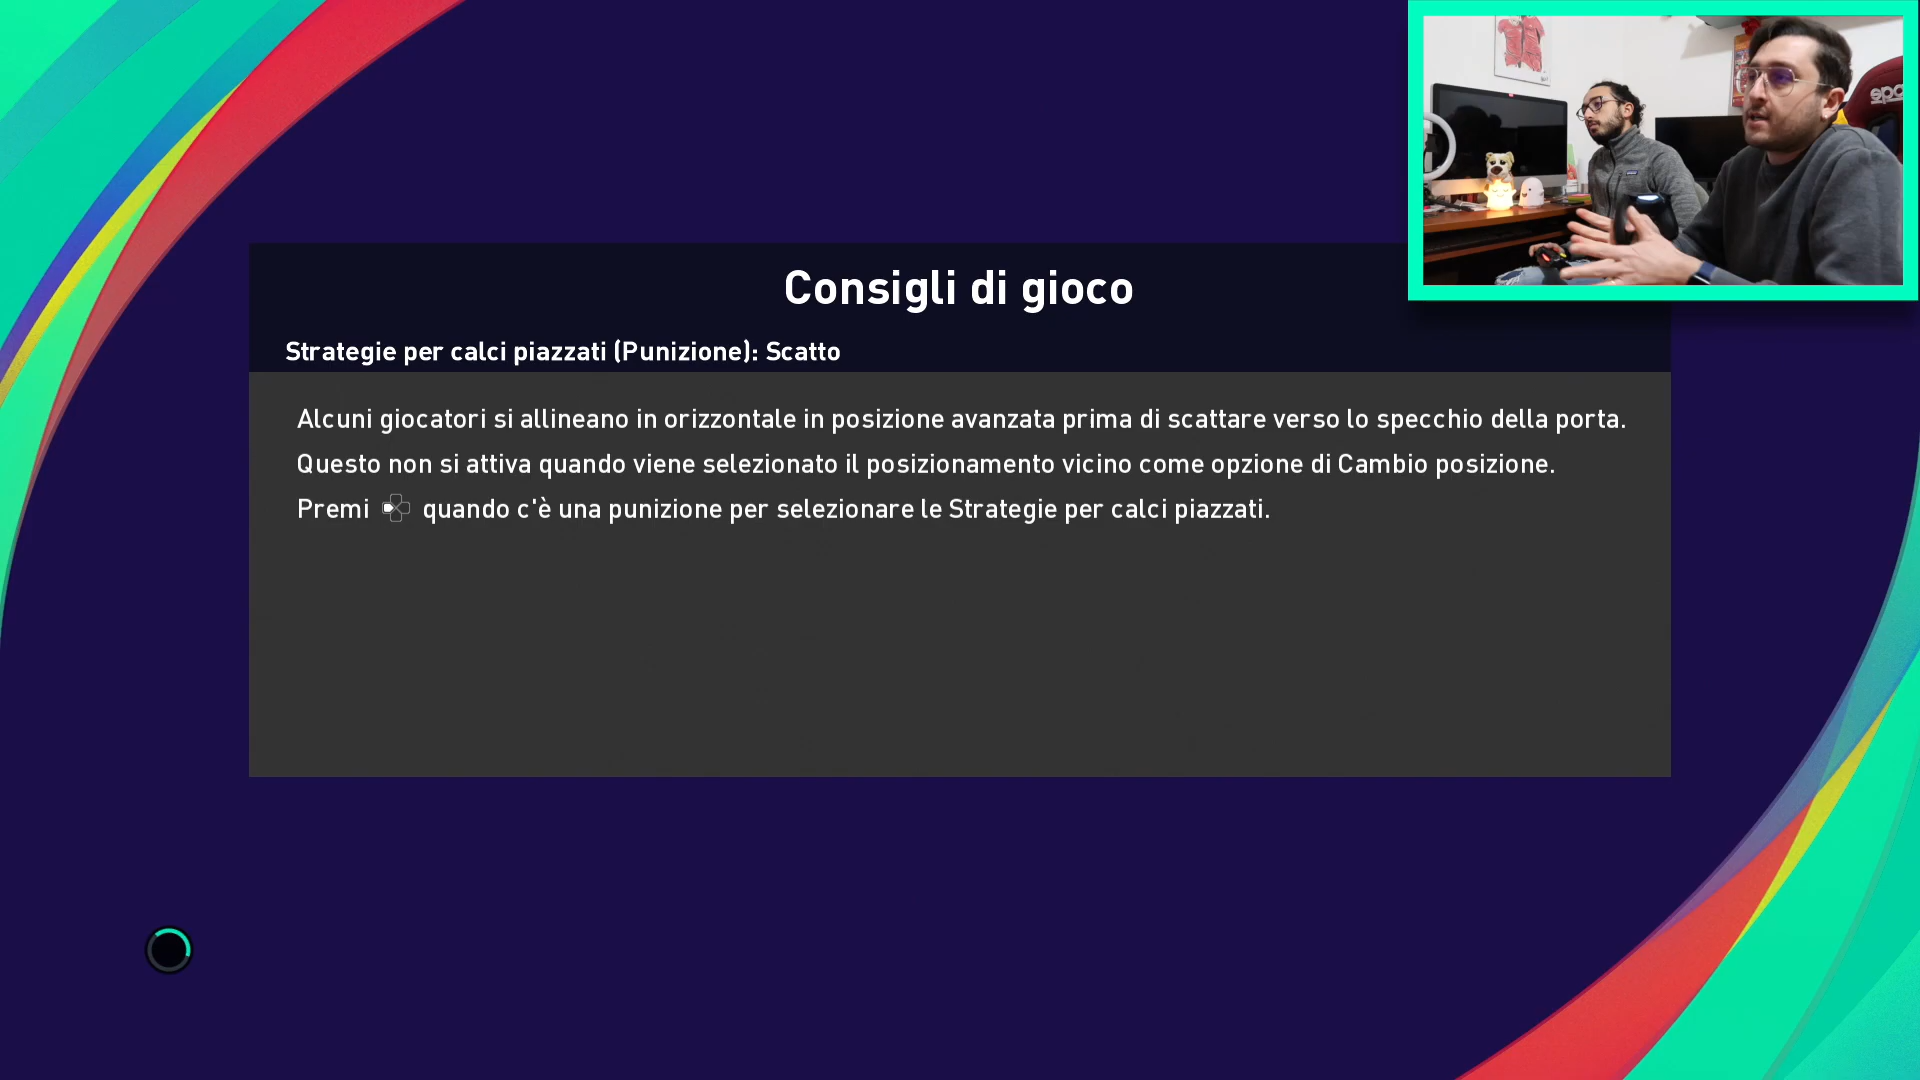 Consigli di gioco
Strategie per calci piazzati (Punizione): Scatto
Alcuni giocatori si allineano in orizzontale in posizione avanzata prima di scattare verso lo specchio della porta.
Questo non si attiva quando viene selezionato il posizionamento vicino come opzione di Cambio posizione.
Premi quando c'è una punizione per selezionare le Strategie per calci piazzati.